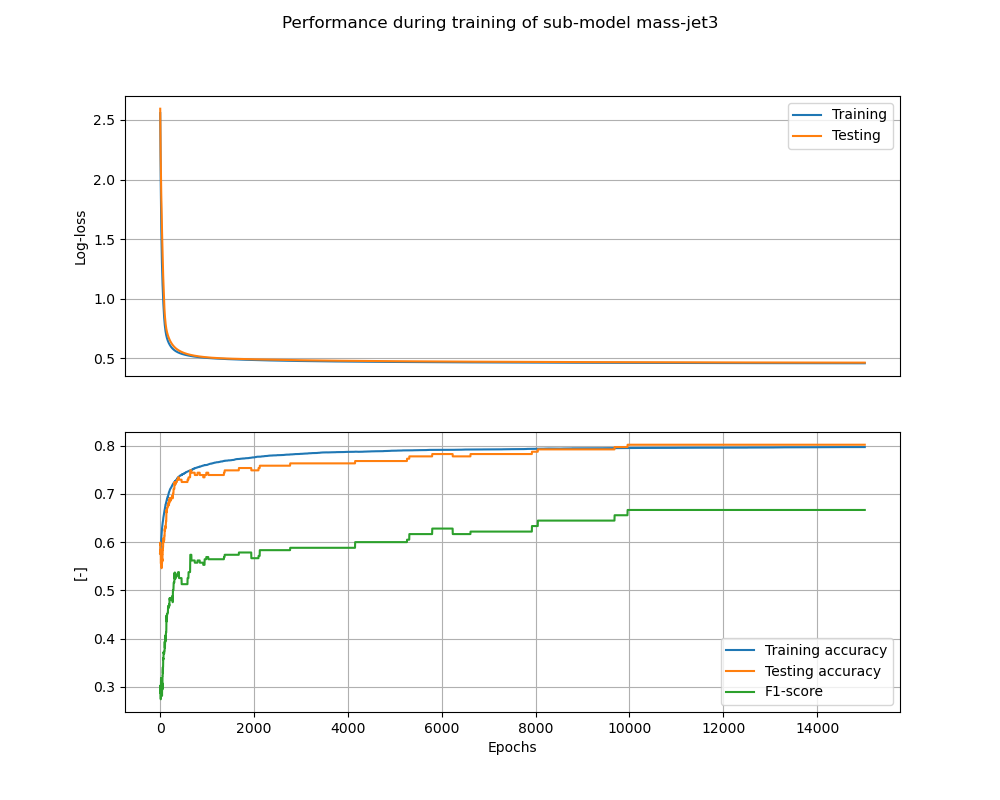 Performance during training of sub-model mass-jet3
2.5
2.0
1.5
1.0
0.5
Log-loss
Training
Testing
0.8
0.7
0.6
0.5
0.4
0.3
[-]
Training accuracy
Testing accuracy
F1-score
0 2000 4000 6000 8000 10000 12000 14000
Epochs